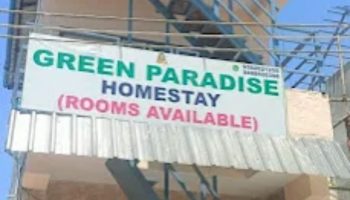 GREEN PARADISE
HOMESTAY
(ROOMS AVAILABLE)